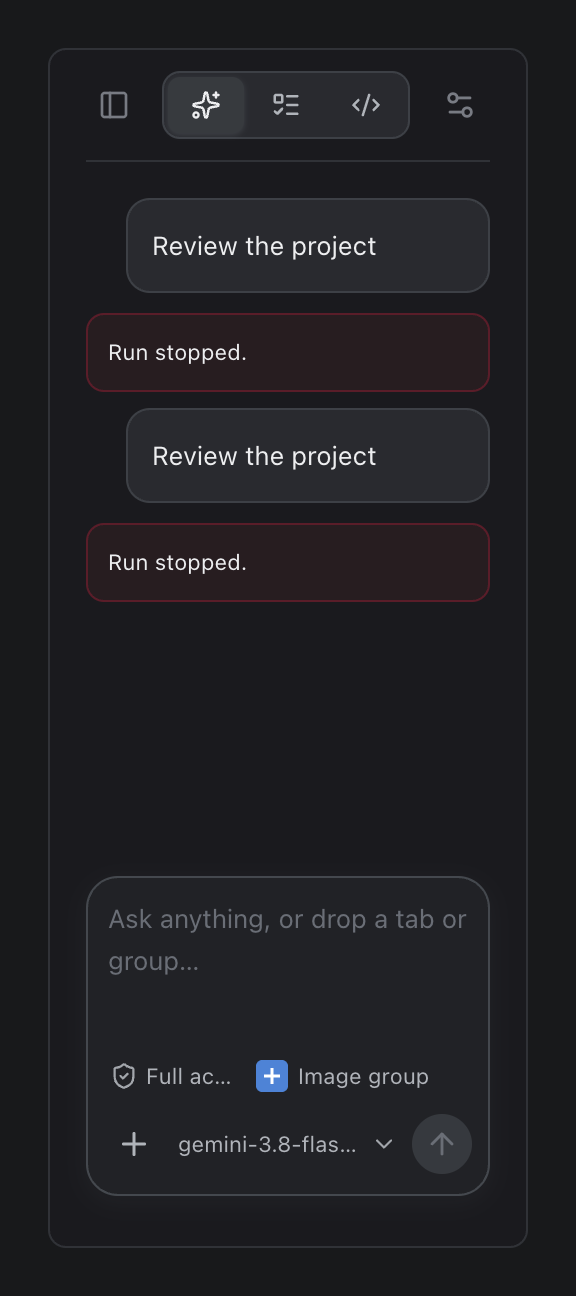 Review the project
Run stopped.
Review the project
Run stopped.
Ask anything, or drop a tab or
group...
Full ac...
Image group
gemini-3.8-flas...